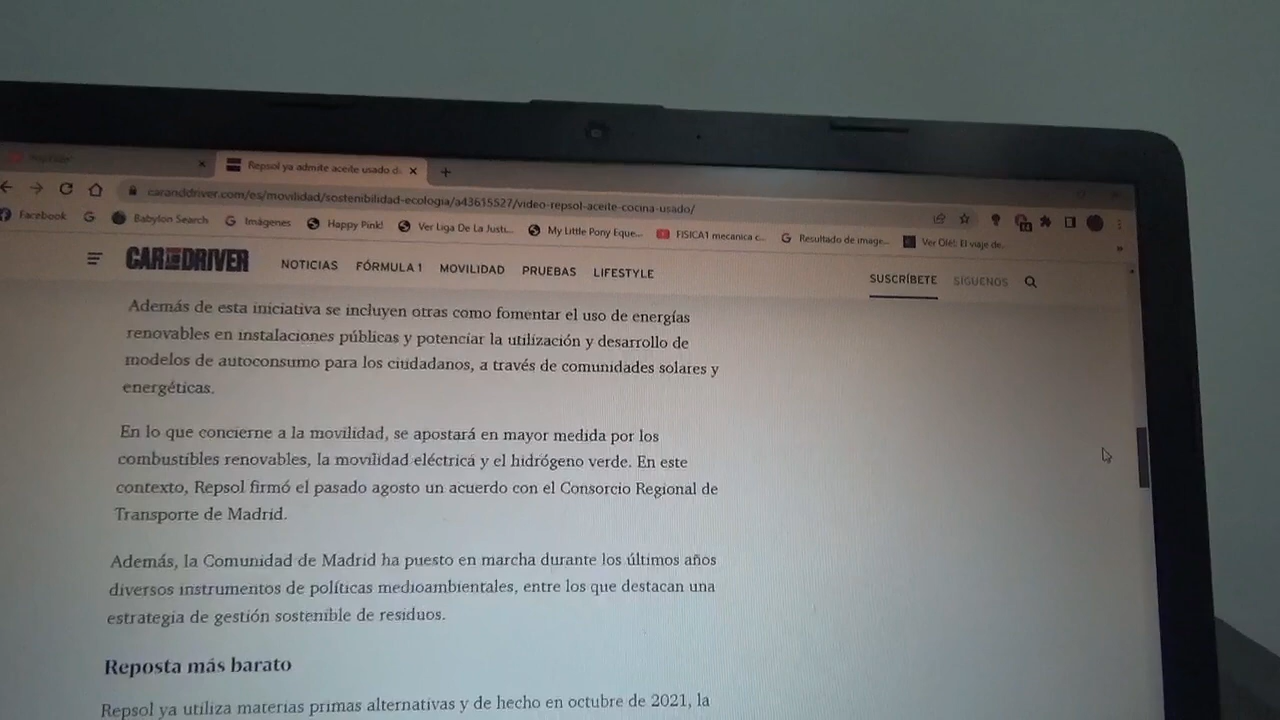 Repsol ya admite aceite usado d
caranddriver.com/es/movilidad/sostenibilidad-ecologia/a43615527/video-repsol-aceite-cocina-usado/
Facebook
Babylon Search
Imágenes
Happy Pink!
Ver Liga De La Justi...
My Little Pony Eque...
FISICA1 mecanica c...
Resultado de image...
Ver Olé!: El viaje de...
CAR AND DRIVER
NOTICIAS FÓRMULA 1 MOVILIDAD PRUEBAS LIFESTYLE
SUSCRÍBETE SÍGUENOS
Además de esta iniciativa se incluyen otras como fomentar el uso de energías
renovables en instalaciones públicas y potenciar la utilización y desarrollo de
modelos de autoconsumo para los ciudadanos, a través de comunidades solares y
energéticas.
En lo que concierne a la movilidad, se apostará en mayor medida por los
combustibles renovables, la movilidad eléctrica y el hidrógeno verde. En este
contexto, Repsol firmó el pasado agosto un acuerdo con el Consorcio Regional de
Transporte de Madrid.
Además, la Comunidad de Madrid ha puesto en marcha durante los últimos años
diversos instrumentos de políticas medioambientales, entre los que destacan una
estrategia de gestión sostenible de residuos.
Reposta más barato
Repsol ya utiliza materias primas alternativas y de hecho en octubre de 2021, la